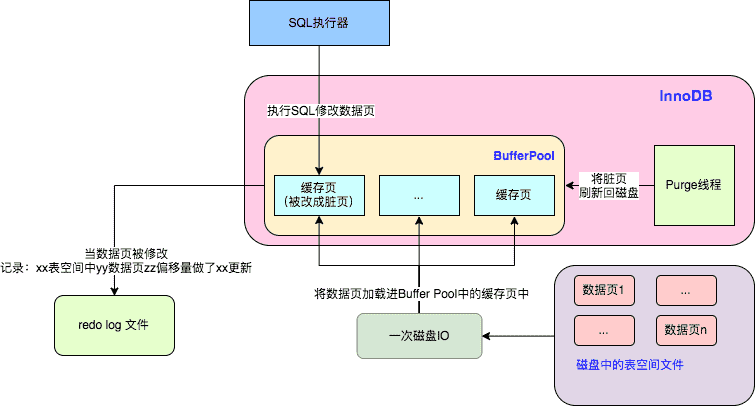 SQL执行器
InnoDB
执行SQL修改数据页
BufferPool
缓存页
（被改成脏页）
...
缓存页
将脏页
刷新回磁盘
Purge线程
当数据页被修改
记录：xx表空间中yy数据页zz偏移量做了xx更新
将数据页加载进Buffer Pool中的缓存页中
数据页1
...
redo log 文件
一次磁盘IO
...
数据页n
磁盘中的表空间文件